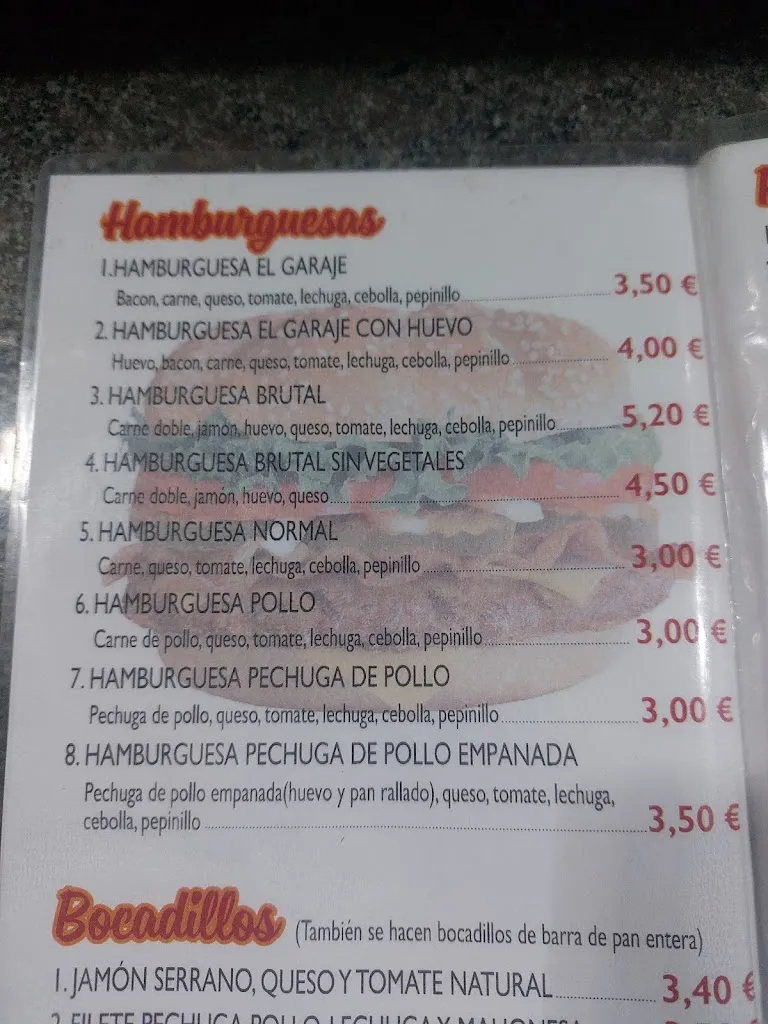 Hamburguesas
1.HAMBURGUESA EL GARAJE
Bacon, carne, queso, tomate, lechuga, cebolla, pepinillo 3,50 €
2. HAMBURGUESA EL GARAJE CON HUEVO
Huevo, bacon, carne, queso, tomate, lechuga, cebolla, pepinillo 4,00 €
3. HAMBURGUESA BRUTAL
Carne doble, jamón, huevo, queso, tomate, lechuga, cebolla, pepinillo 5,20 €
4. HAMBURGUESA BRUTAL SIN VEGETALES
Carne doble, jamón, huevo, queso 4,50 €
5. HAMBURGUESA NORMAL
Carne, queso, tomate, lechuga, cebolla, pepinillo 3,00 €
6. HAMBURGUESA POLLO
Carne de pollo, queso, tomate, lechuga, cebolla, pepinillo 3,00 €
7. HAMBURGUESA PECHUGA DE POLLO
Pechuga de pollo, queso, tomate, lechuga, cebolla, pepinillo 3,00 €
8. HAMBURGUESA PECHUGA DE POLLO EMPANADA
Pechuga de pollo empanada(huevo y pan rallado), queso, tomate, lechuga,
cebolla, pepinillo 3,50 €
Bocadillos (También se hacen bocadillos de barra de pan entera)
1. JAMÓN SERRANO, QUESO Y TOMATE NATURAL 3,40 €
2. FILETE PECHUGA POLLO, LECHUGA Y MAHONESA